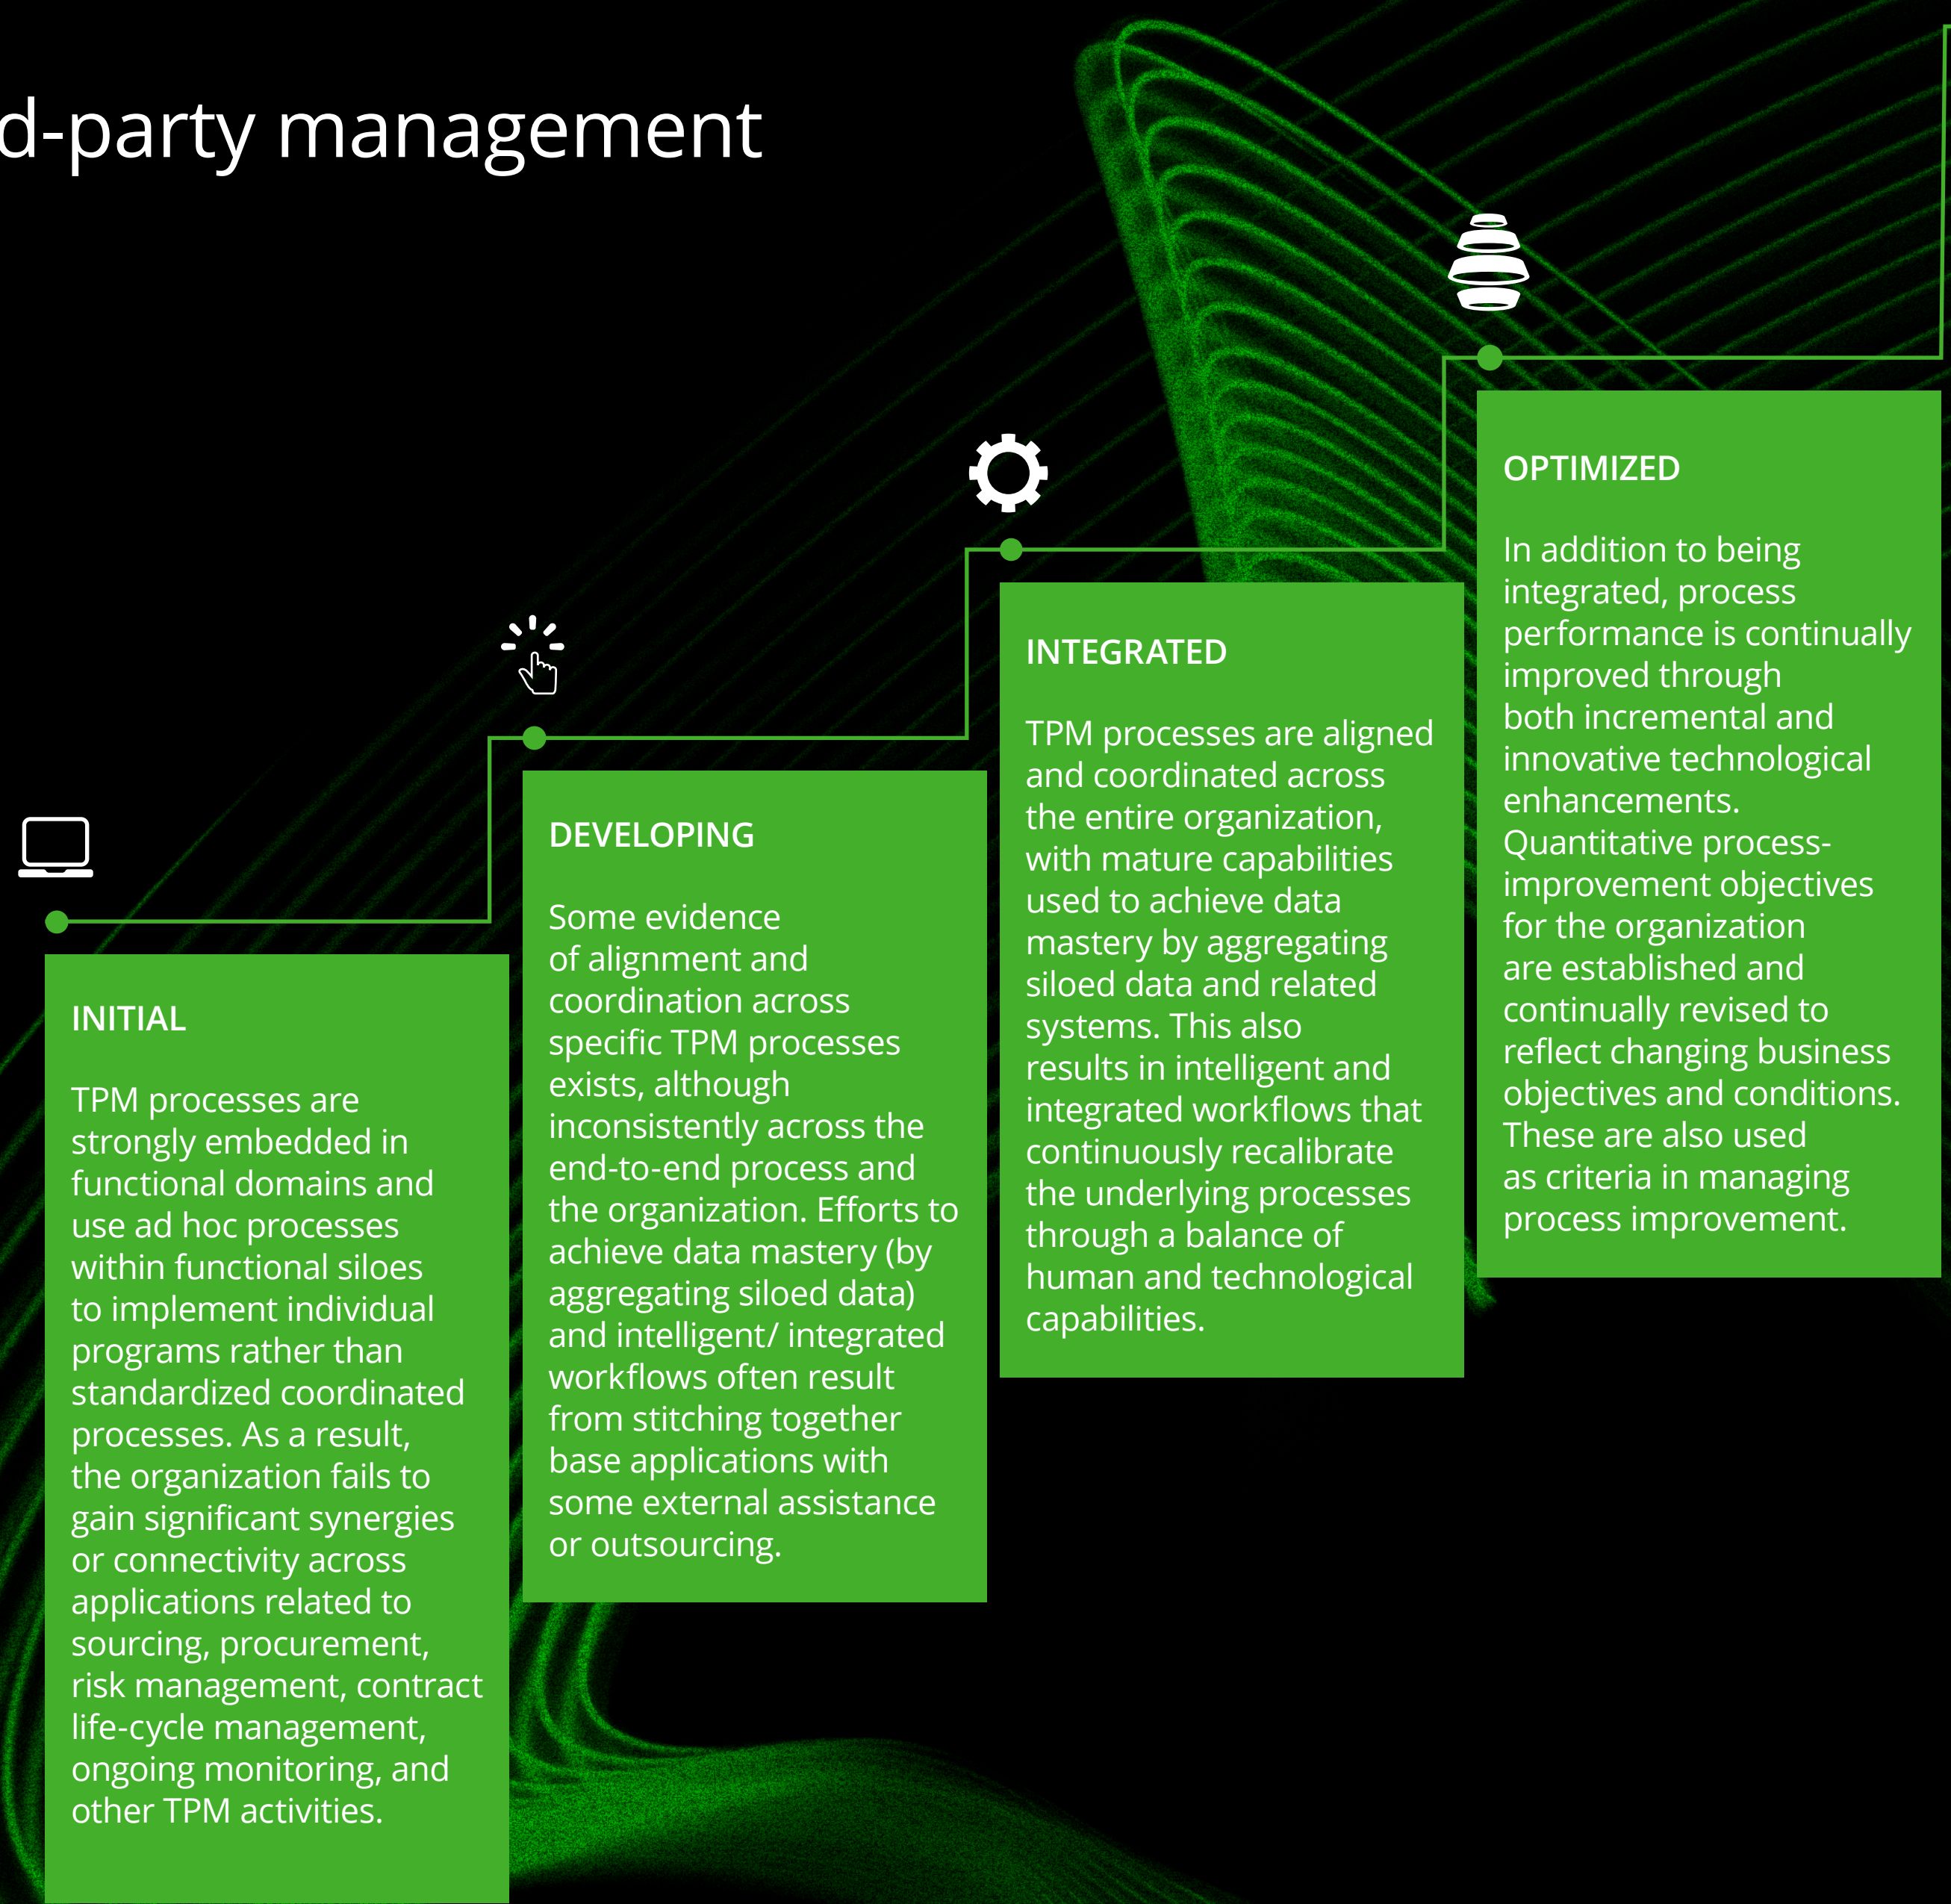 d-party management
INITIAL
TPM processes are
strongly embedded in
functional domains and
use ad hoc processes
within functional siloes
to implement individual
programs rather than
standardized coordinated
processes. As a result,
the organization fails to
gain significant synergies
or connectivity across
applications related to
sourcing, procurement,
risk management, contract
life-cycle management,
ongoing monitoring, and
other TPM activities.
DEVELOPING
Some evidence
of alignment and
coordination across
specific TPM processes
exists, although
inconsistently across the
end-to-end process and
the organization. Efforts to
achieve data mastery (by
aggregating siloed data)
and intelligent/ integrated
workflows often result
from stitching together
base applications with
some external assistance
or outsourcing.
INTEGRATED
TPM processes are aligned
and coordinated across
the entire organization,
with mature capabilities
used to achieve data
mastery by aggregating
siloed data and related
systems. This also
results in intelligent and
integrated workflows that
continuously recalibrate
the underlying processes
through a balance of
human and technological
capabilities.
OPTIMIZED
In addition to being
integrated, process
performance is continually
improved through
both incremental and
innovative technological
enhancements.
Quantitative process-
improvement objectives
for the organization
are established and
continually revised to
reflect changing business
objectives and conditions.
These are also used
as criteria in managing
process improvement.